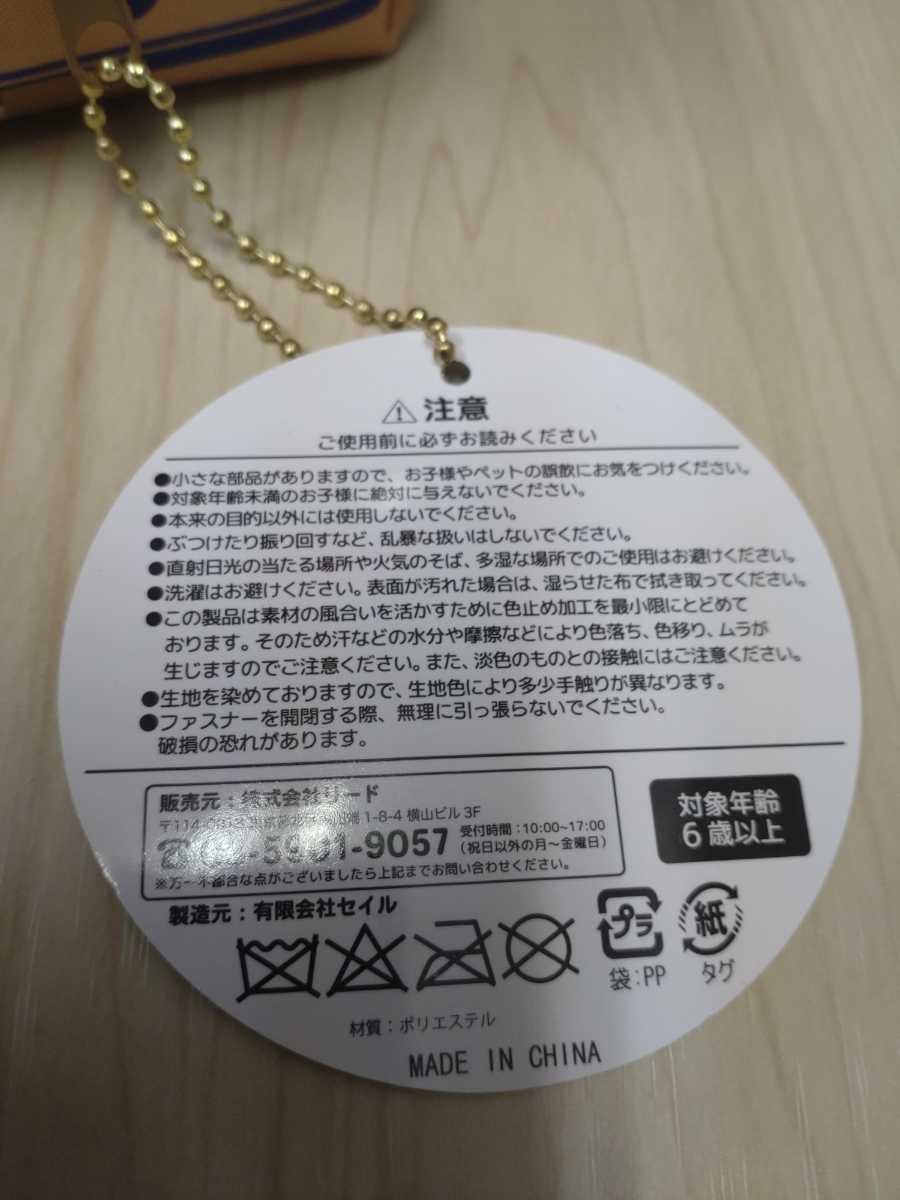 ⚠注意
ご使用前に必ずお読みください
●小さな部品がありますので、お子様やペットの誤飲にお気をつけください。
●対象年齢未満のお子様に絶対に与えないでください。
●本来の目的以外には使用しないでください。
●ぶつけたり振り回すなど、乱暴な扱いはしないでください。
●直射日光の当たる場所や火気のそば、多湿な場所でのご使用はお避けください。
●洗濯はお避けください。表面が汚れた場合は、湿らせた布で拭き取ってください。
●この製品は素材の風合いを活かすために色止め加工を最小限にとどめて
おります。そのため汗などの水分や摩擦などにより色落ち、色移り、ムラが
生じますのでご注意ください。また、淡色のものとの接触にはご注意ください。
●生地を染めておりますので、生地色により多少手触りが異なります。
●ファスナーを開閉する際、無理に引っ張らないでください。
破損の恐れがあります。
販売元：株式会社リード
1-8-4 横山ビル 3F
受付時間：10:00~17:00
（祝日以外の月～金曜日）
※万一不都合な点がございましたら上記までお問い合わせください。
対象年齢
6歳以上
製造元：有限会社セイル
プラ
袋：PP
紙
タグ
材質：ポリエステル
MADE IN CHINA